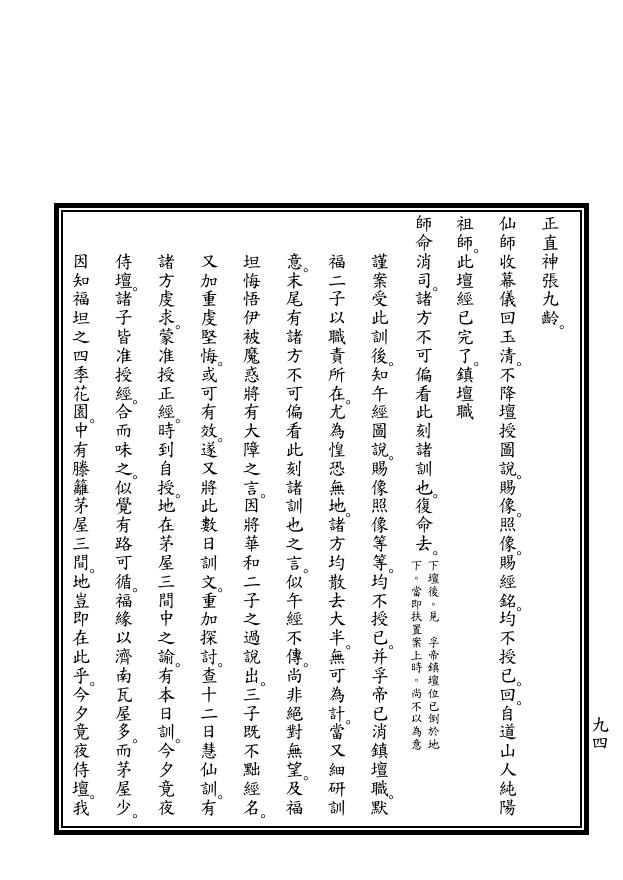 正直神張九齡。
仙師收幕儀回玉清。不降壇授圖說。賜像。照像。賜經銘。均不授已。回自道山人純陽
祖師。此壇經已完了。鎮壇職
師命消司。諸方不可偏看此刻諸訓也。復命去。下壇後。見　孚帝鎮壇位已倒於地
下。當即扶置案上時。尚不以為意
謹案受此訓後。知午經圖說。賜像照像等等。均不授已。并孚帝已消鎮壇職。默
福二子以職責所在。尤為惶恐無地。諸方均散去大半。無可為計。當又細研訓
意。末尾有諸方不可偏看此刻諸訓也之言。似午經不傳。尚非絕對無望。及福
坦悔悟伊被魔惑將有大障之言。因將華和二子之過說出。三子既不黜經名。
又加重虔堅悔。或可有效。遂又將此數日訓文。重加探討。查十二日慧仙訓。有
諸方虔求。蒙准授正經。時到自授。地在茅屋三間中之諭。有本日訓。今夕竟夜
侍壇。諸子皆准授經。合而味之。似覺有路可循。福緣以濟南瓦屋多。而茅屋少。
因知福坦之四季花園。中有滕籬茅屋三間。地豈即在此乎。今夕竟夜侍壇。我
九四